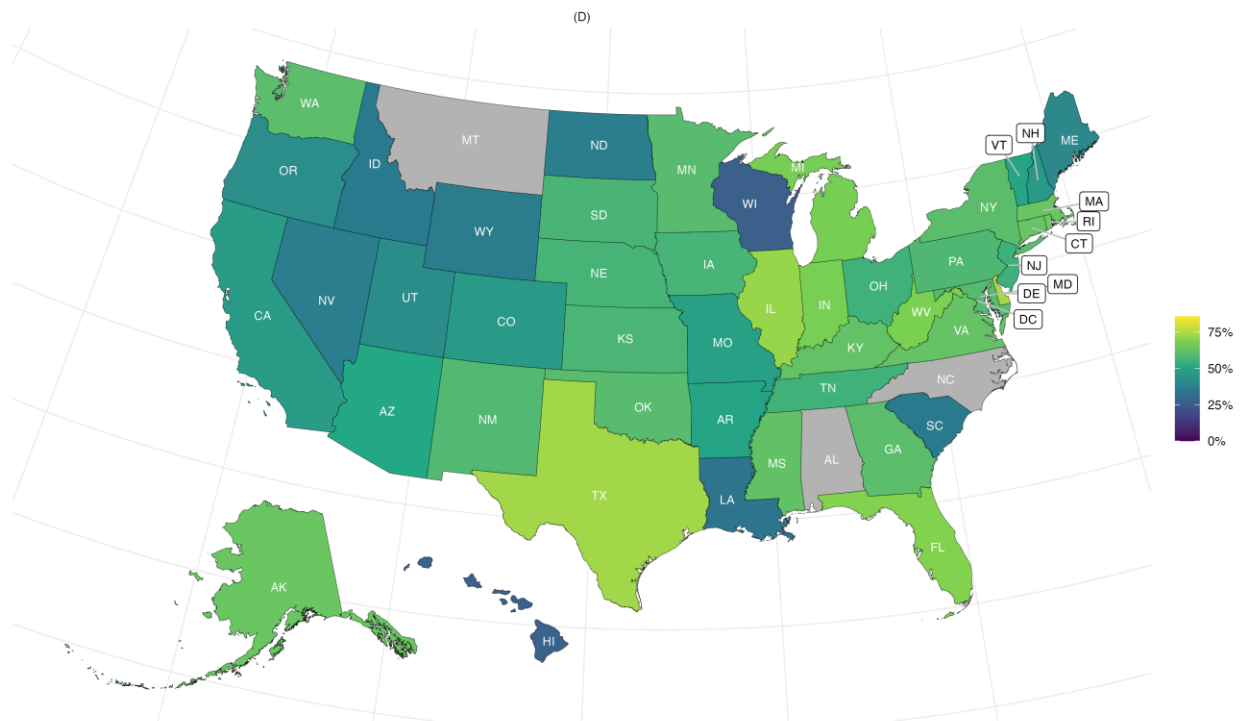 (D)
WA
MT
ND
MN
MI
VT
NH
ME
OR
ID
WY
SD
WI
NY
MA
RI
CT
NV
UT
CO
NE
IA
IL
IN
OH
PA
NJ
MD
DE
DC
CA
KS
MO
KY
WV
VA
AZ
NM
OK
AR
TN
NC
SC
TX
LA
MS
AL
GA
FL
AK
HI
75%
50%
25%
0%